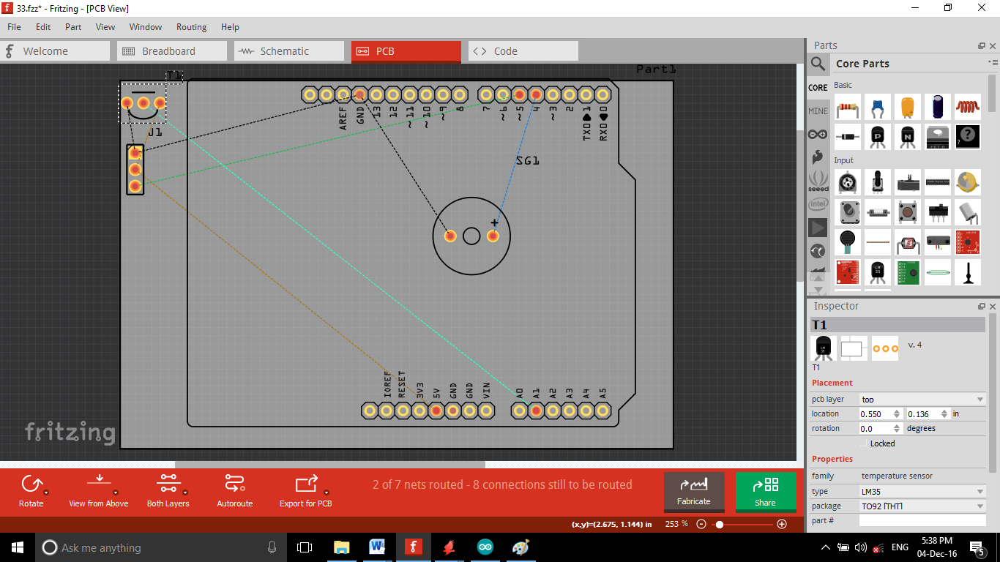 33.fzz* - Fritzing - [PCB View]
File Edit Part View Window Routing Help
Welcome Breadboard Schematic PCB Code
Parts
Core Parts
CORE
Basic
MINE
Input
seeed
intel
T1
Part1
J1
AREF GND 13 12 ~11 ~10 ~9 8 7 ~6 ~5 4 ~3 2 TXD 1 RXD 0
SG1
+
IOREF RESET 3V3 5V GND GND VIN A0 A1 A2 A3 A4 A5
fritzing
Inspector
T1
v. 4
T1
Placement
pcb layer top
location 0.550 0.136 in
rotation 0.0 degrees
Locked
Properties
family temperature sensor
type LM35
package TO92 [THT]
part #
2 of 7 nets routed - 8 connections still to be routed
Rotate View from Above Both Layers Autoroute Export for PCB
Fabricate Share
(x,y)=(2.675, 1.144) in 253 %
Ask me anything
ENG
5:38 PM
04-Dec-16
5